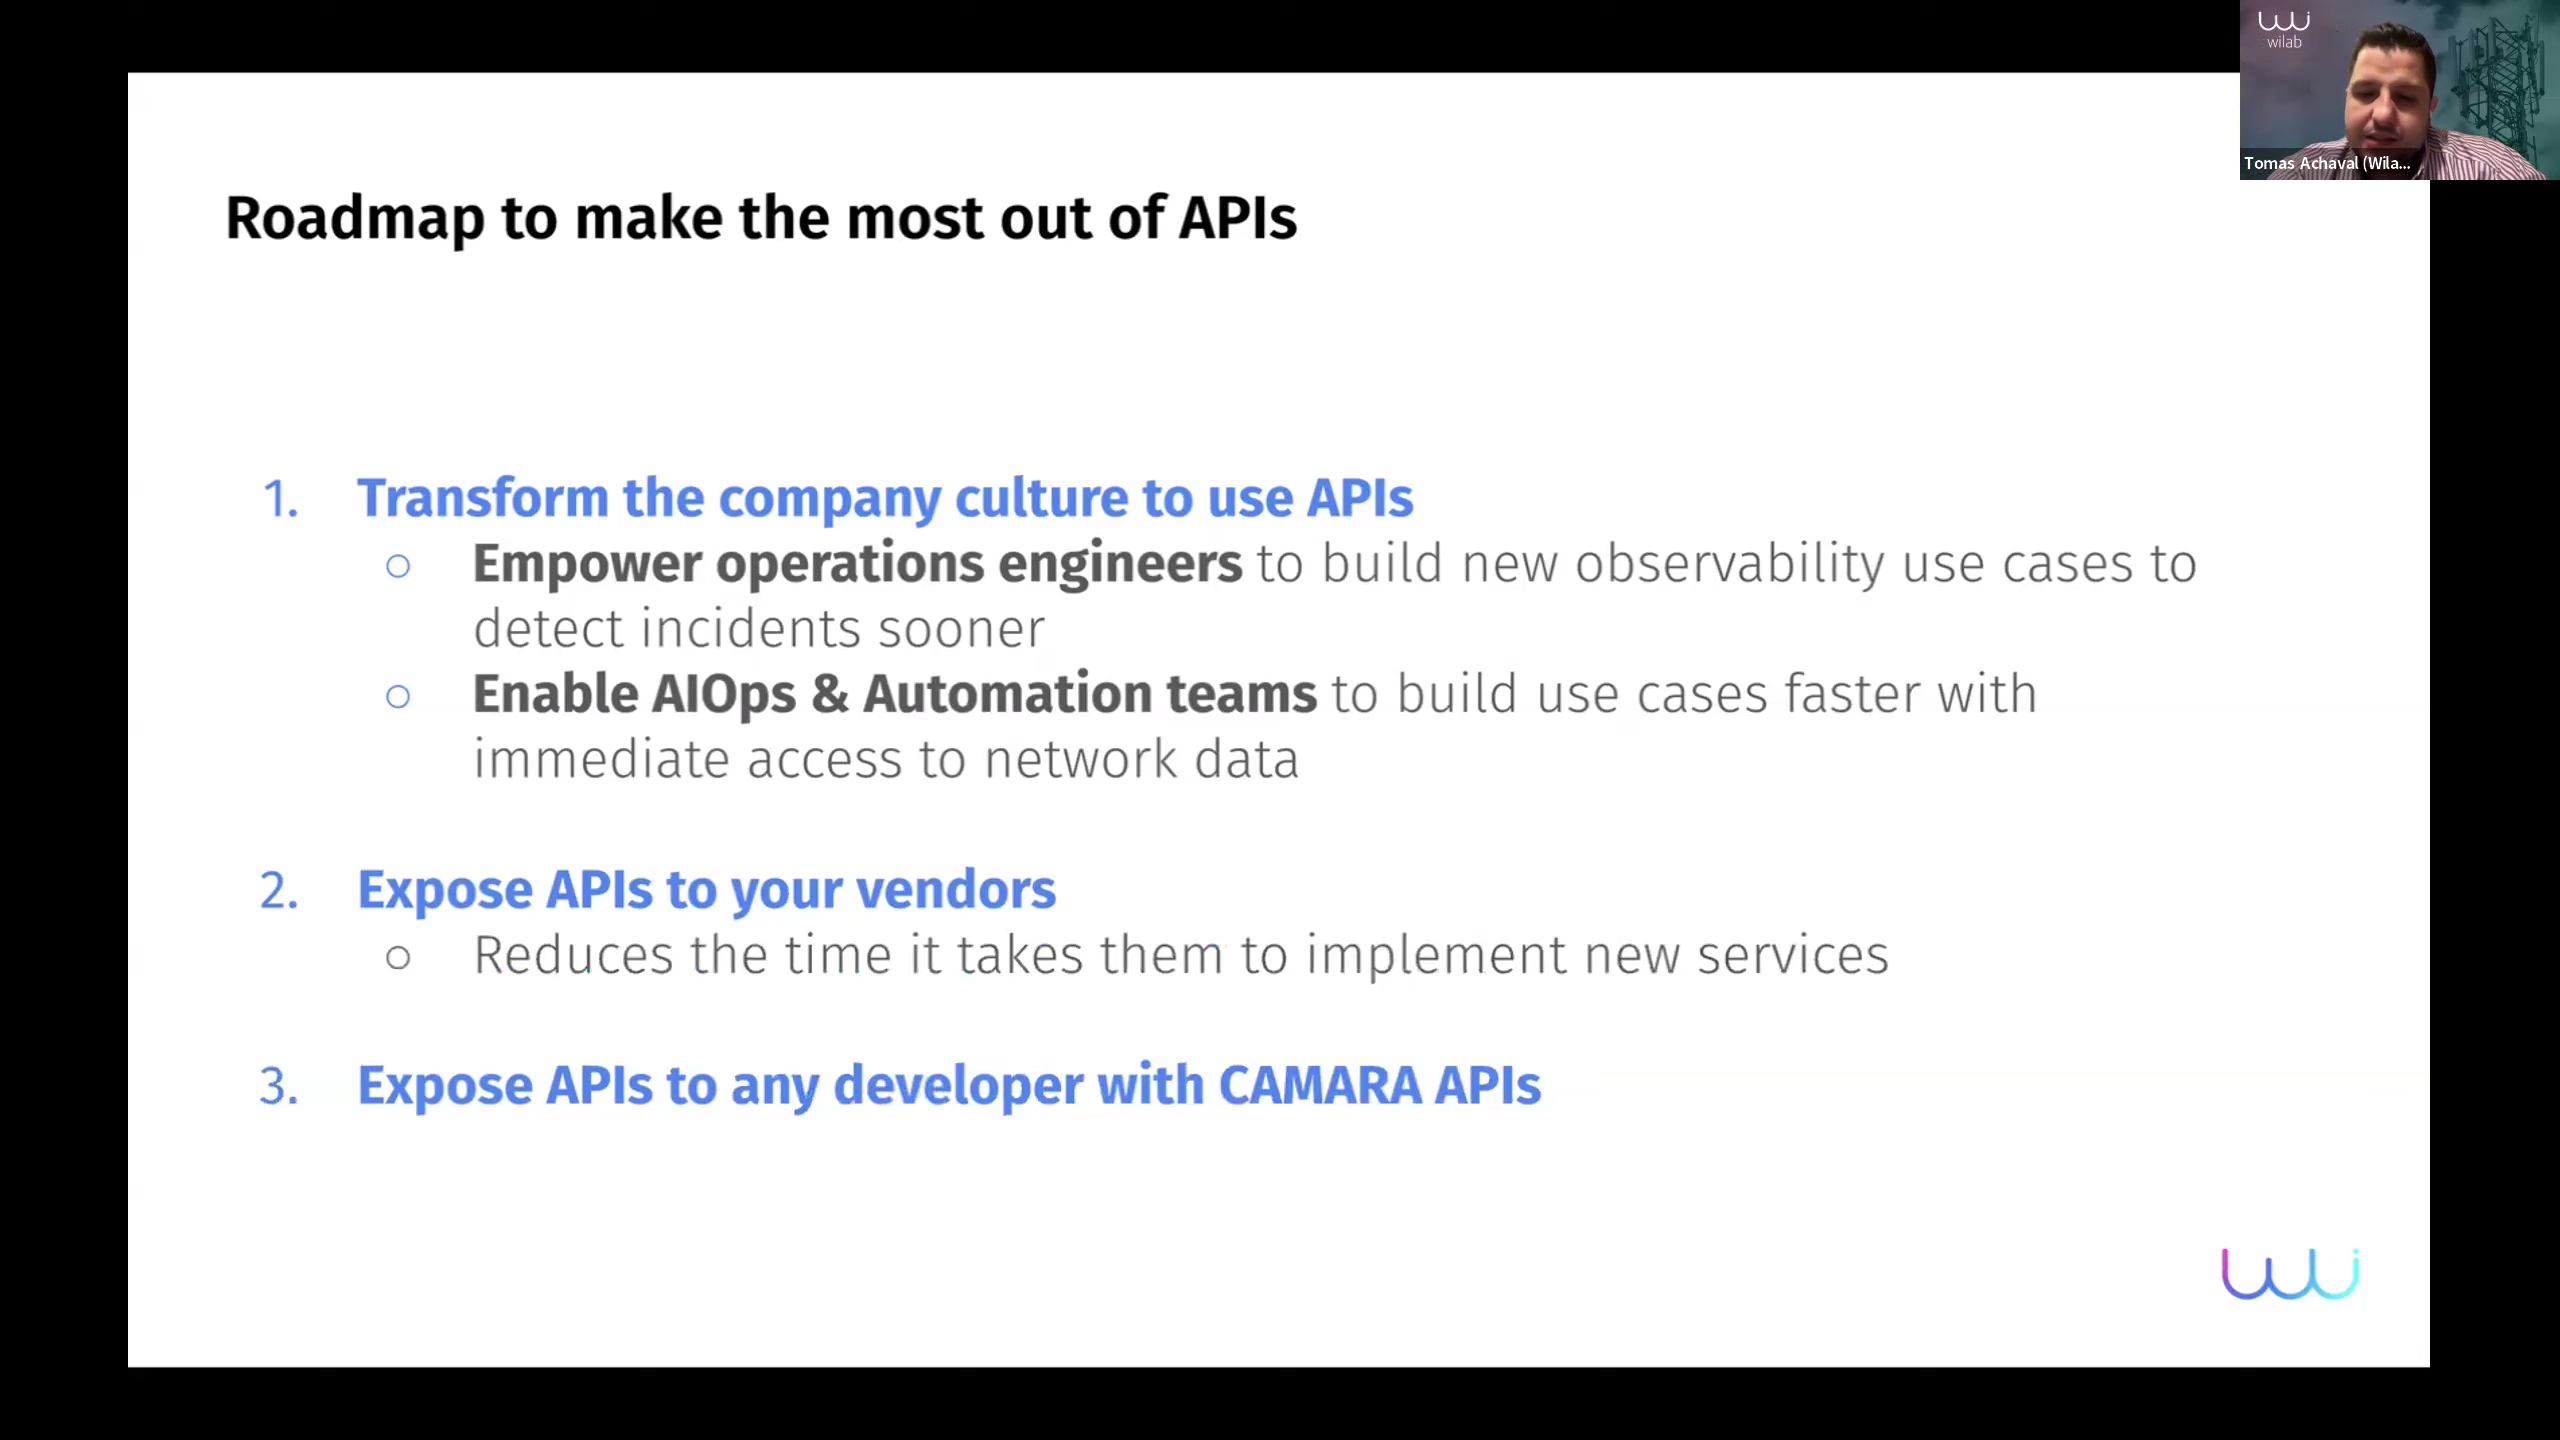 wilab
Tomas Achaval (Wila...
Roadmap to make the most out of APIs
1. Transform the company culture to use APIs
○ Empower operations engineers to build new observability use cases to
detect incidents sooner
○ Enable AIOps & Automation teams to build use cases faster with
immediate access to network data
2. Expose APIs to your vendors
○ Reduces the time it takes them to implement new services
3. Expose APIs to any developer with CAMARA APIs